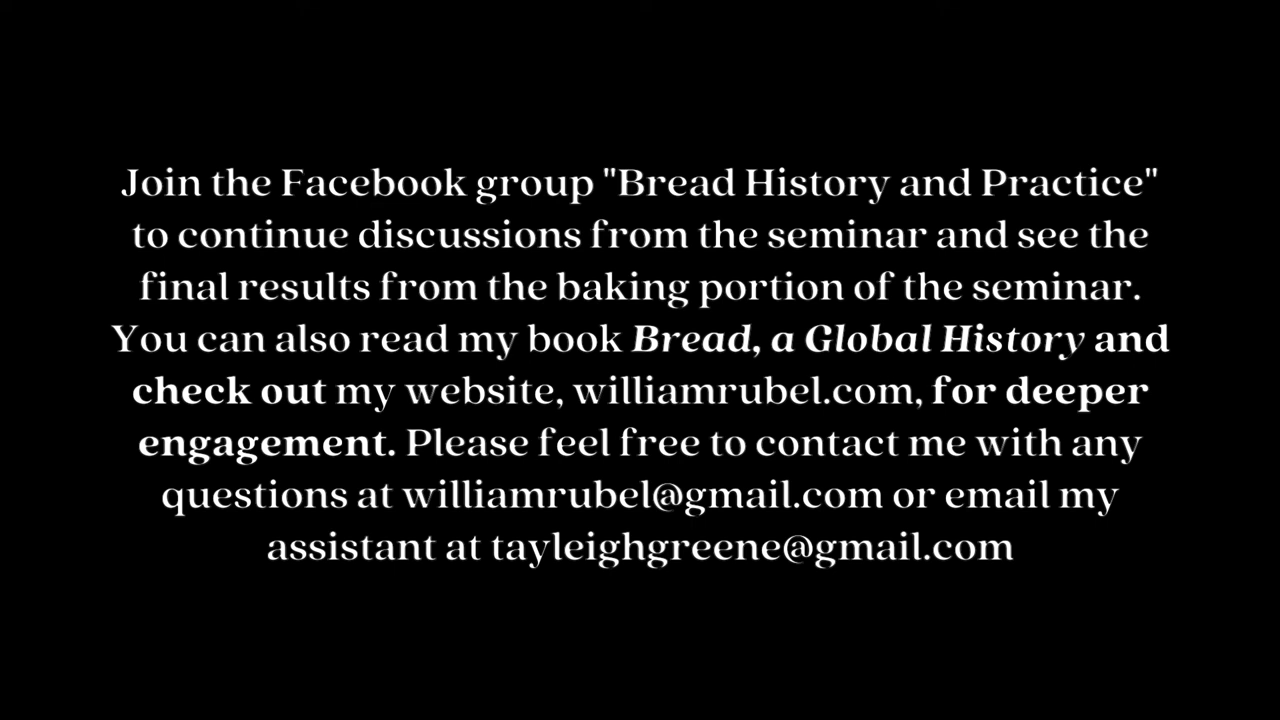 Join the Facebook group "Bread History and Practice"
to continue discussions from the seminar and see the
final results from the baking portion of the seminar.
You can also read my book Bread, a Global History and
check out my website, williamrubel.com, for deeper
engagement. Please feel free to contact me with any
questions at williamrubel@gmail.com or email my
assistant at tayleighgreene@gmail.com